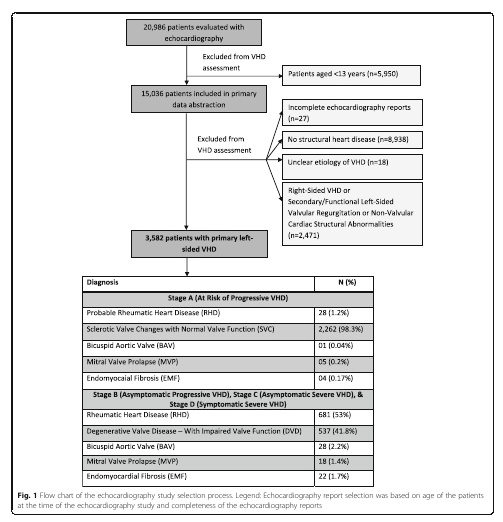 20,986 patients evaluated with
echocardiography
Excluded from VHD
assessment
Patients aged <13 years (n=5,950)
15,036 patients included in primary
data abstraction
Incomplete echocardiography reports
(n=27)
Excluded from
VHD assessment
No structural heart disease (n=8,938)
Unclear etiology of VHD (n=18)
Right-Sided VHD or
Secondary/Functional Left-Sided
Valvular Regurgitation or Non-Valvular
Cardiac Structural Abnormalities
(n=2,471)
3,582 patients with primary left-
sided VHD
Diagnosis N (%)
Stage A (At Risk of Progressive VHD)
Probable Rheumatic Heart Disease (RHD) 28 (1.2%)
Sclerotic Valve Changes with Normal Valve Function (SVC) 2,262 (98.3%)
Bicuspid Aortic Valve (BAV) 01 (0.04%)
Mitral Valve Prolapse (MVP) 05 (0.2%)
Endomyocaial Fibrosis (EMF) 04 (0.17%)
Stage B (Asymptomatic Progressive VHD), Stage C (Asymptomatic Severe VHD), &
Stage D (Symptomatic Severe VHD)
Rheumatic Heart Disease (RHD) 681 (53%)
Degenerative Valve Disease – With Impaired Valve Function (DVD) 537 (41.8%)
Bicuspid Aortic Valve (BAV) 28 (2.2%)
Mitral Valve Prolapse (MVP) 18 (1.4%)
Endomyocardial Fibrosis (EMF) 22 (1.7%)
Fig. 1 Flow chart of the echocardiography study selection process. Legend: Echocardiography report selection was based on age of the patients
at the time of the echocardiography study and completeness of the echocardiography reports